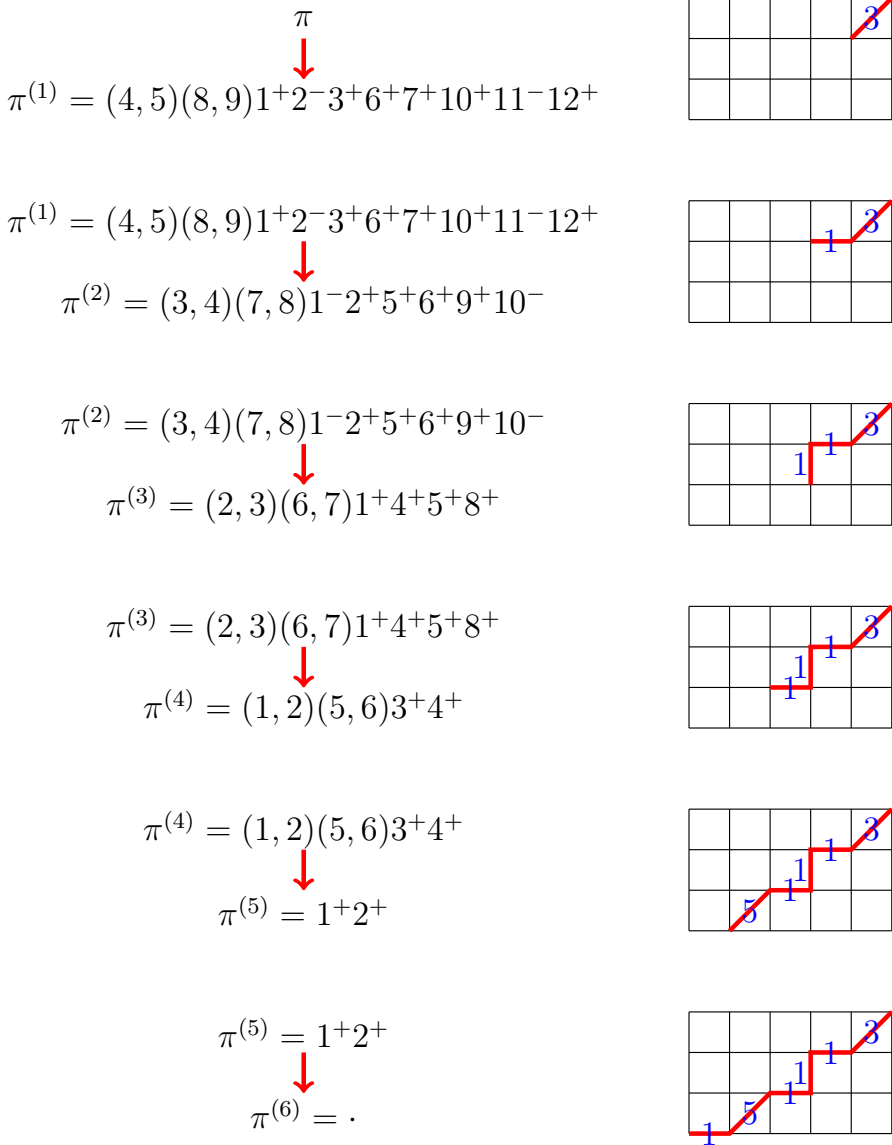 π
3
π^{(1)} = (4, 5)(8, 9)1^+2^-3^+6^+7^+10^+11^-12^+
π^{(1)} = (4, 5)(8, 9)1^+2^-3^+6^+7^+10^+11^-12^+
3
1
π^{(2)} = (3, 4)(7, 8)1^-2^+5^+6^+9^+10^-
π^{(2)} = (3, 4)(7, 8)1^-2^+5^+6^+9^+10^-
3
1
1
π^{(3)} = (2, 3)(6, 7)1^+4^+5^+8^+
π^{(3)} = (2, 3)(6, 7)1^+4^+5^+8^+
3
1
1
1
π^{(4)} = (1, 2)(5, 6)3^+4^+
π^{(4)} = (1, 2)(5, 6)3^+4^+
3
1
1
1
5
π^{(5)} = 1^+2^+
π^{(5)} = 1^+2^+
3
1
1
1
5
1
π^{(6)} = ·